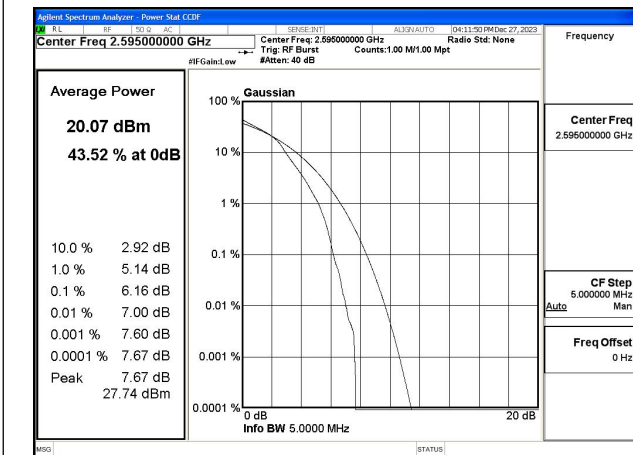 Agilent Spectrum Analyzer - Power Stat CCDF
RL RF 50 Ω AC SENSE:INT ALIGN AUTO 04:11:50 PM Dec 27, 2023
Center Freq 2.595000000 GHz
Center Freq: 2.595000000 GHz Radio Std: None
Trig: RF Burst Counts:1.00 M/1.00 Mpt
#IFGain:Low #Atten: 40 dB
Frequency
Average Power
20.07 dBm
43.52 % at 0dB
10.0 % 2.92 dB
1.0 % 5.14 dB
0.1 % 6.16 dB
0.01 % 7.00 dB
0.001 % 7.60 dB
0.0001 % 7.67 dB
Peak 7.67 dB
27.74 dBm
Gaussian
100 %
10 %
1 %
0.1 %
0.01 %
0.001 %
0.0001 %
0 dB 20 dB
Info BW 5.0000 MHz
Center Freq
2.595000000 GHz
CF Step
5.000000 MHz
Auto Man
Freq Offset
0 Hz
MSG STATUS